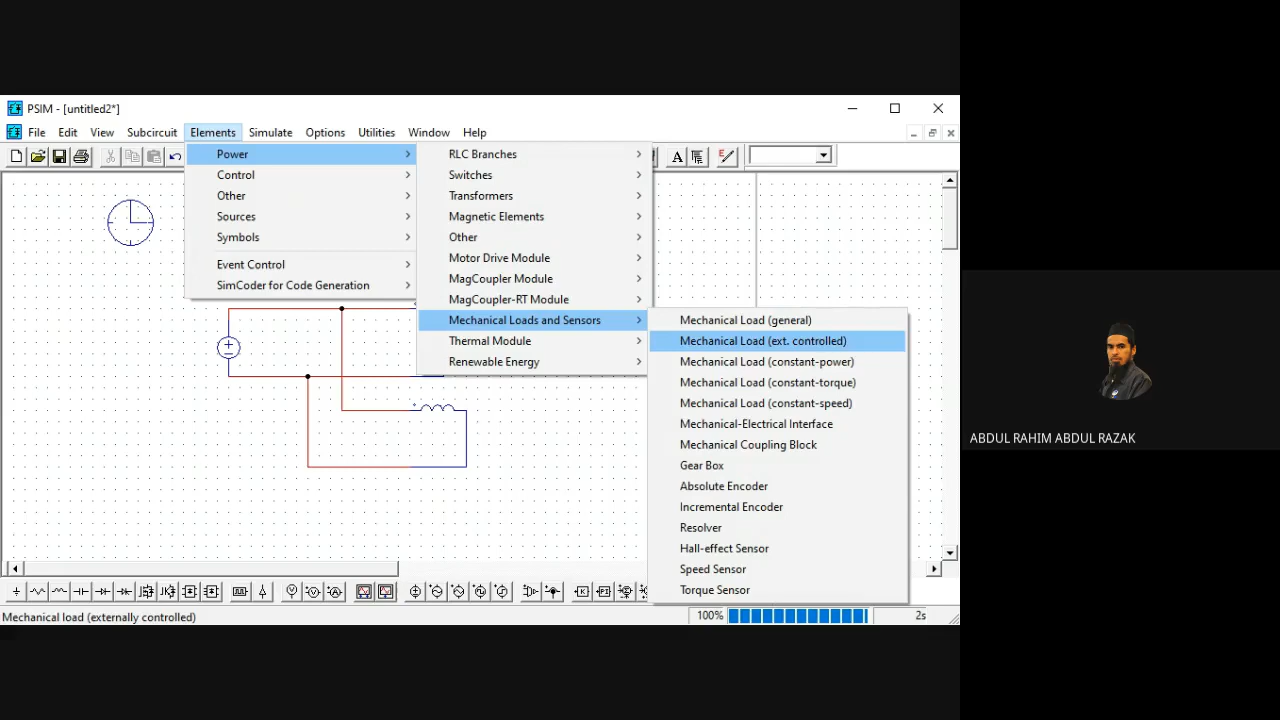 PSIM - [untitled2*]
File Edit View Subcircuit Elements Simulate Options Utilities Window Help
A
Power
Control
Other
Sources
Symbols
Event Control
SimCoder for Code Generation
RLC Branches
Switches
Transformers
Magnetic Elements
Other
Motor Drive Module
MagCoupler Module
MagCoupler-RT Module
Mechanical Loads and Sensors
Thermal Module
Renewable Energy
Mechanical Load (general)
Mechanical Load (ext. controlled)
Mechanical Load (constant-power)
Mechanical Load (constant-torque)
Mechanical Load (constant-speed)
Mechanical-Electrical Interface
Mechanical Coupling Block
Gear Box
Absolute Encoder
Incremental Encoder
Resolver
Hall-effect Sensor
Speed Sensor
Torque Sensor
Mechanical load (externally controlled)
100%
2s
ABDUL RAHIM ABDUL RAZAK